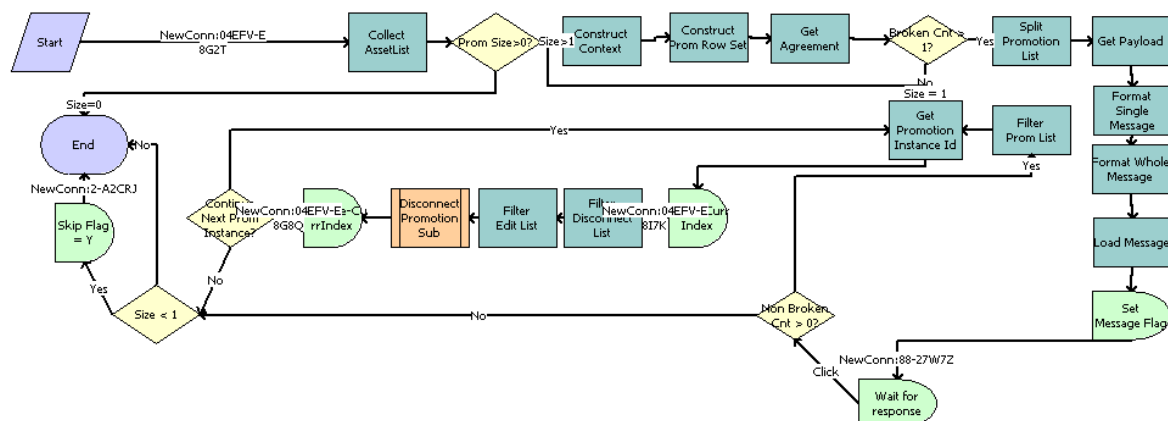 Start
NewConn:04EFV-E
8G2T
Collect
AssetList
Prom Size>0?
Size>1
Construct
Context
Construct
Prom Row Set
Get
Agreement
Broken Cnt >
1?
Yes
Split
Promotion
List
Get Payload
No
Size = 1
Size=0
End
No
Yes
Get
Promotion
Instance Id
Filter
Prom List
Yes
Format
Single
Message
Format Whole
Message
NewConn:2-A2CRJ
Skip Flag
= Y
Next Prom
Instance?
NewConn:04EFV-E
8G8Q
rrIndex
Disconnect
Promotion
Sub
Filter
Edit List
Filter
Disconnect
List
NewConn:04EFV-E
8I7K
Index
Load Message
No
Yes
Size < 1
No
Non Broken
Cnt > 0?
Set
Message Flag
NewConn:88-27W7Z
Click
Wait for
response